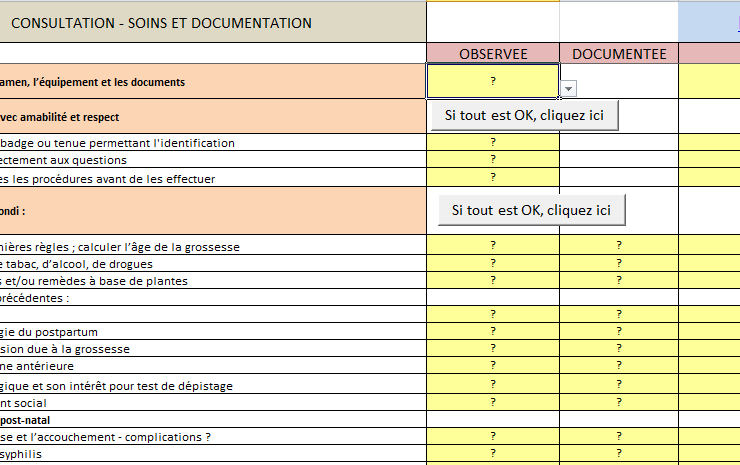 CONSULTATION - SOINS ET DOCUMENTATION
OBSERVEE DOCUMENTEE
amen, l'équipement et les documents ?
vec amabilité et respect Si tout est OK, cliquez ici
badge ou tenue permettant l'identification ?
ectement aux questions ?
es les procédures avant de les effectuer ?
ondi : Si tout est OK, cliquez ici
nières règles ; calculer l'âge de la grossesse ? ?
e tabac, d'alcool, de drogues ? ?
s et/ou remèdes à base de plantes ? ?
précédentes :
? ?
gie du postpartum ? ?
sion due à la grossesse ? ?
ne antérieure ? ?
gique et son intérêt pour test de dépistage ? ?
nt social ? ?
post-natal
se et l'accouchement - complications ? ? ?
syphilis ? ?